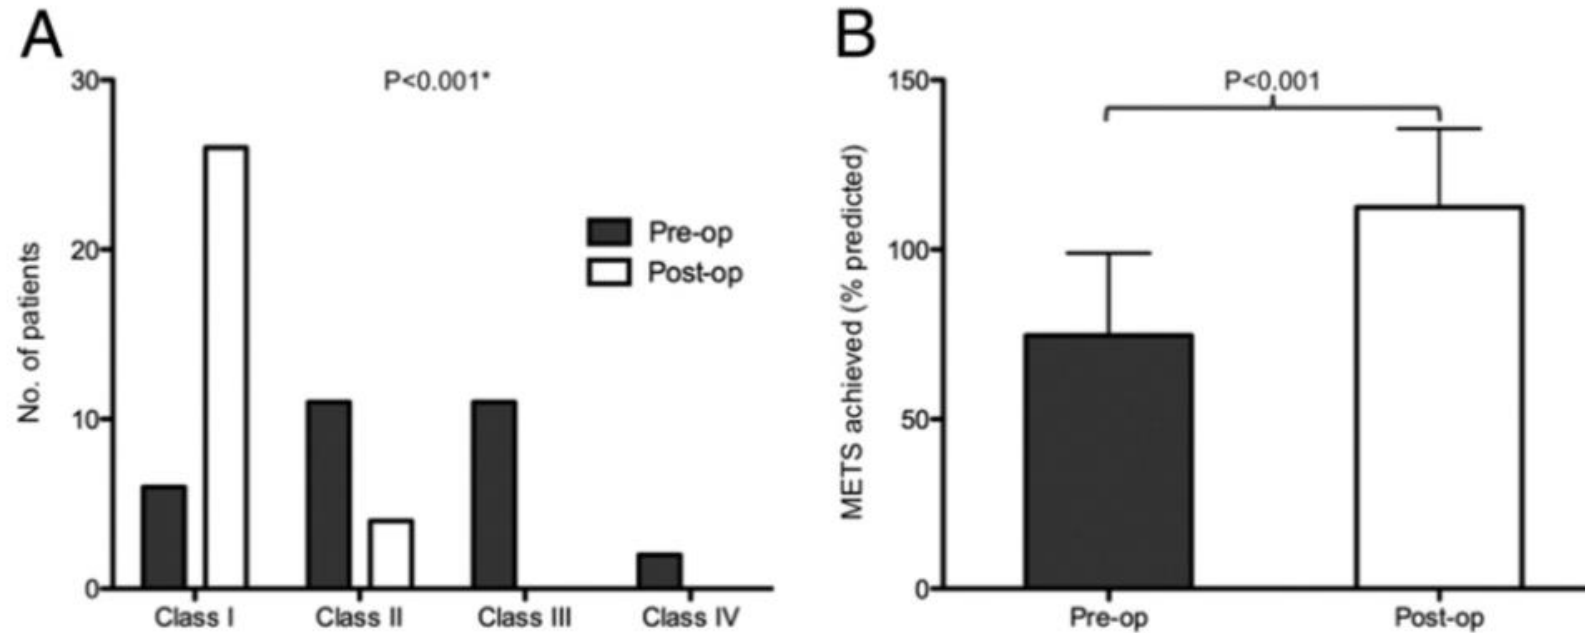 A
P<0.001*
30
20
10
0
No. of patients
Pre-op
Post-op
Class I
Class II
Class III
Class IV
B
P<0.001
150
100
50
0
METS achieved (% predicted)
Pre-op
Post-op